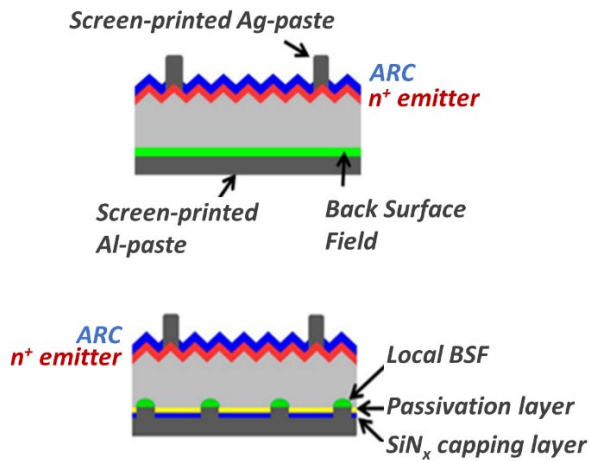 Screen-printed Ag-paste
ARC
n⁺ emitter
Screen-printed
Al-paste
Back Surface
Field
ARC
n⁺ emitter
Local BSF
Passivation layer
SiNₓ capping layer